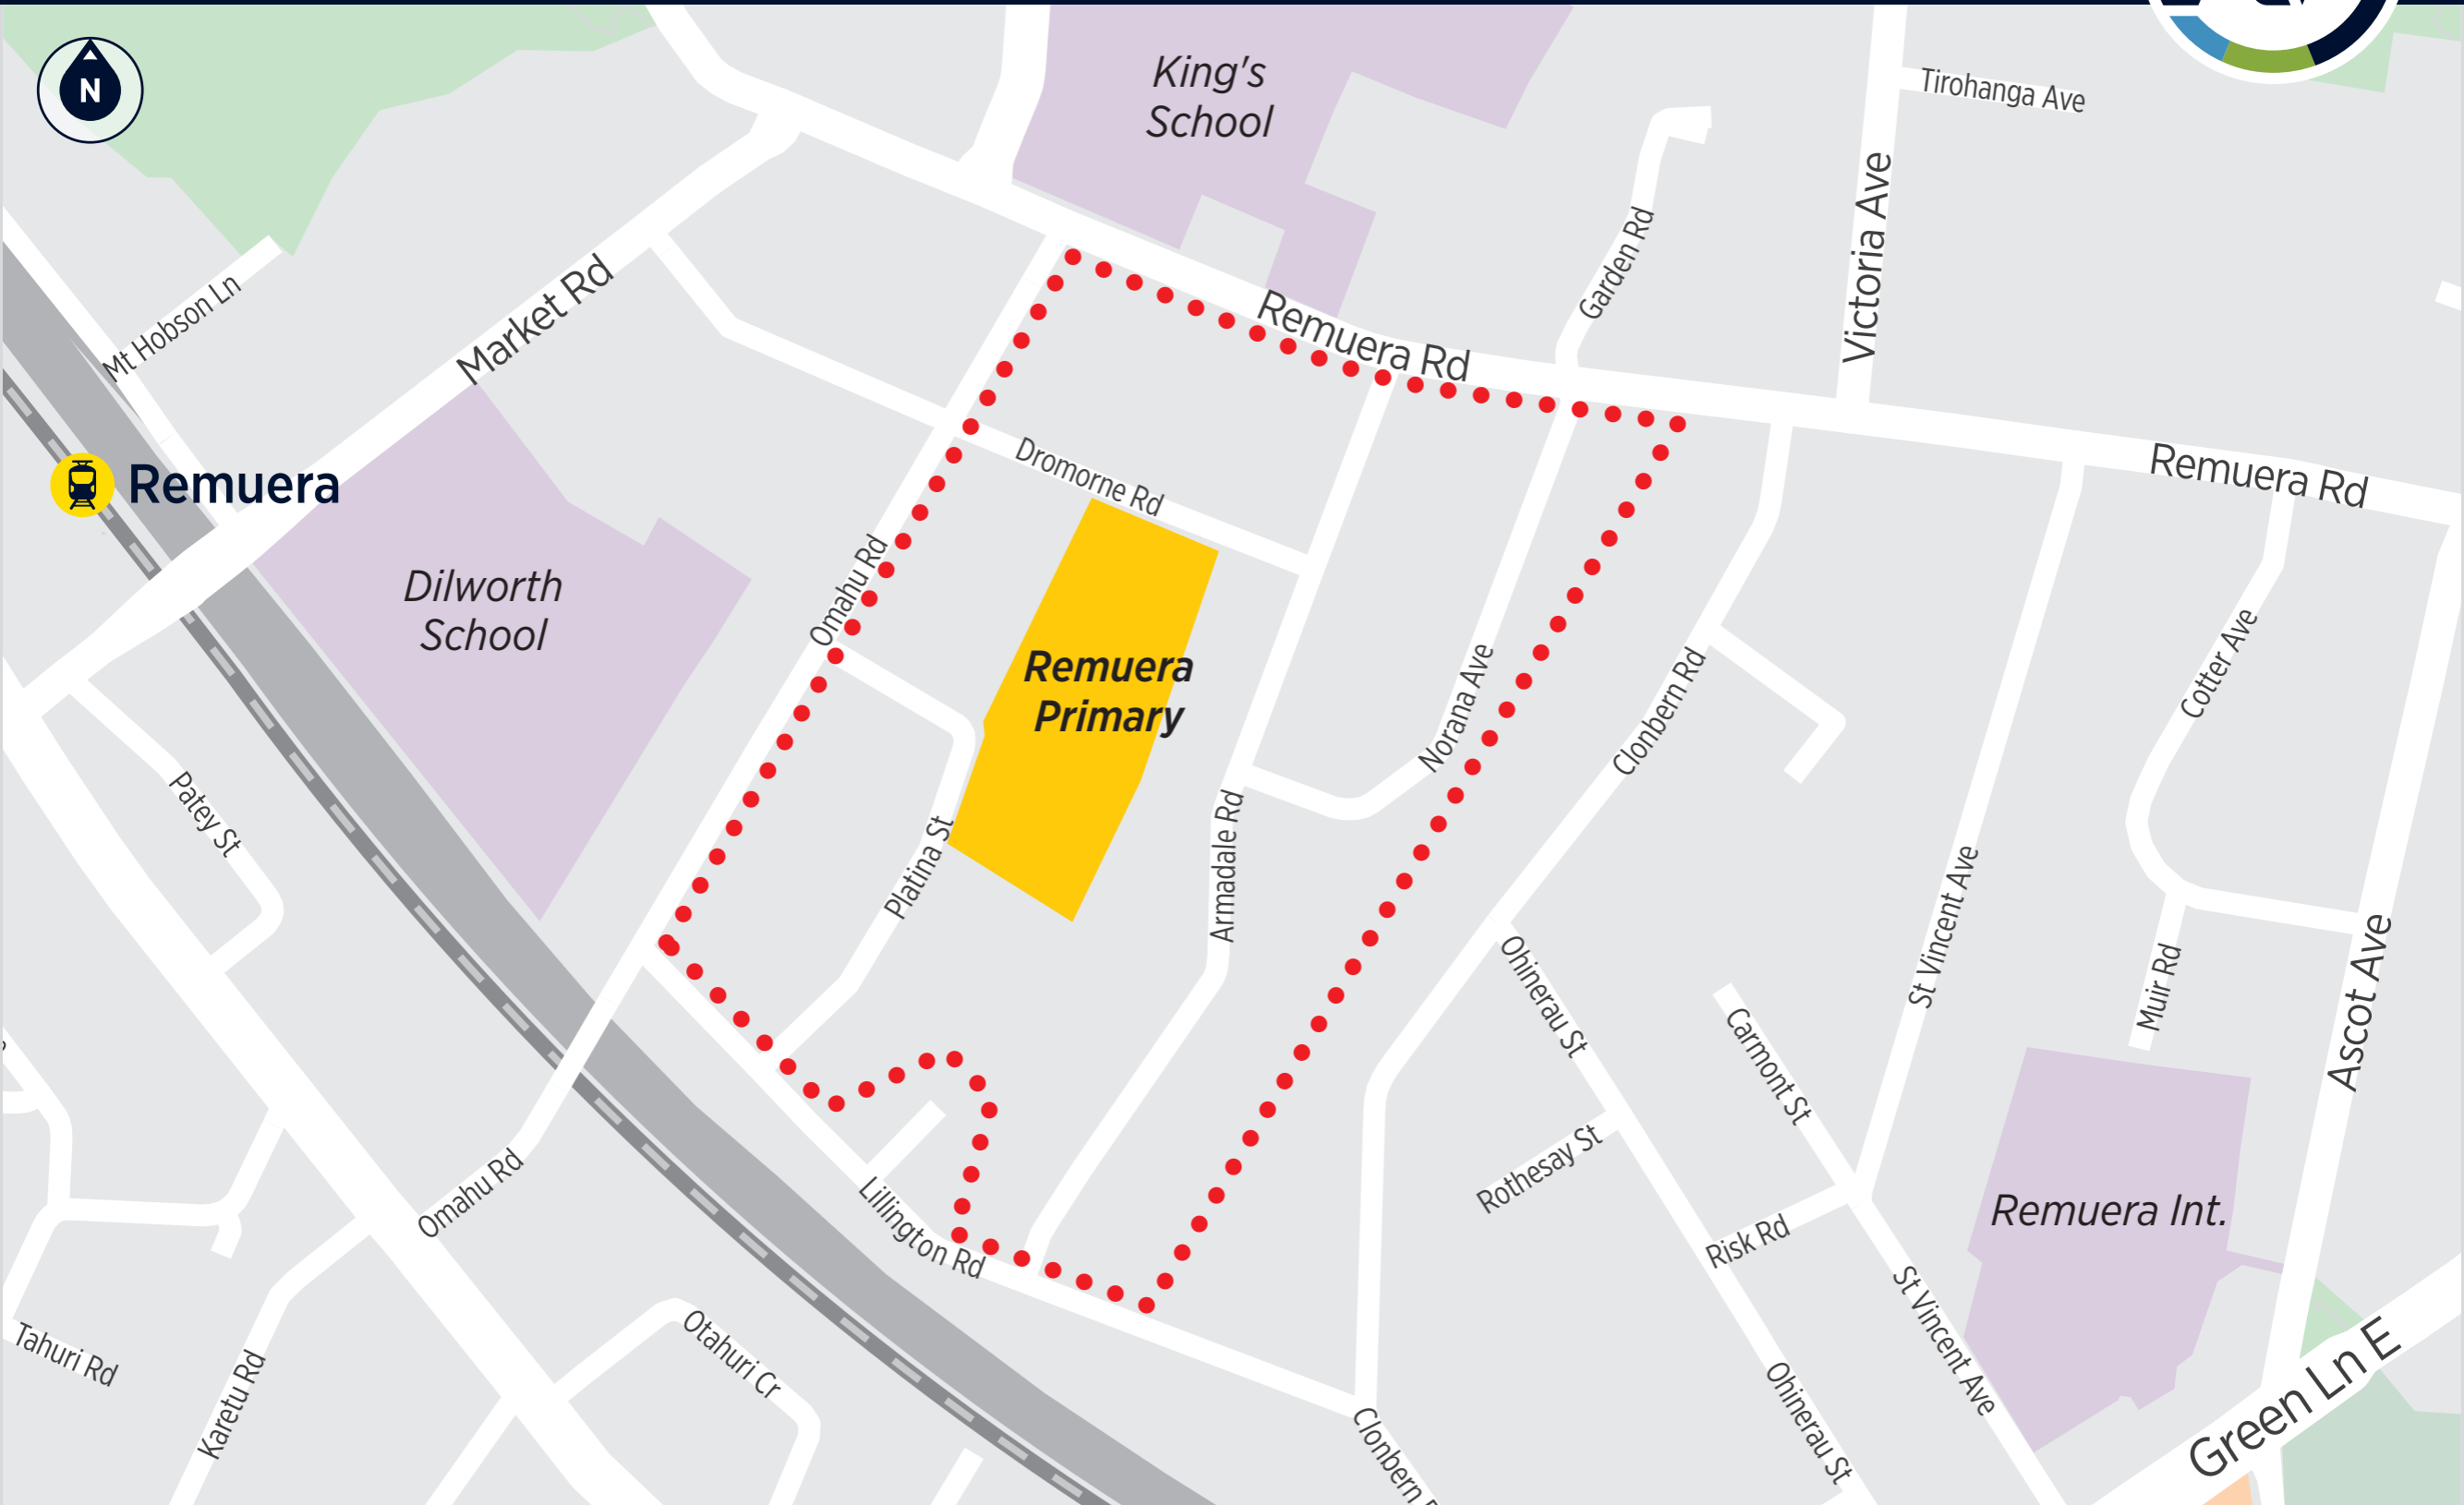 N
King's
School
Tirohanga Ave
Victoria Ave
Garden Rd
Mt Hobson Ln
Market Rd
Remuera Rd
Remuera Rd
Remuera
Dromorne Rd
Omahu Rd
Dilworth
School
Remuera
Primary
Norana Ave
Clonbern Rd
Cotter Ave
Patey St
Platina St
Armadale Rd
St Vincent Ave
Ohinerau St
Carmont St
Muir Rd
Ascot Ave
Rothesay St
Omahu Rd
Lillington Rd
Risk Rd
Remuera Int.
St Vincent Ave
Tahuri Rd
Karetu Rd
Otahuri Cr
Ohinerau St
Green Ln E
Clonbern